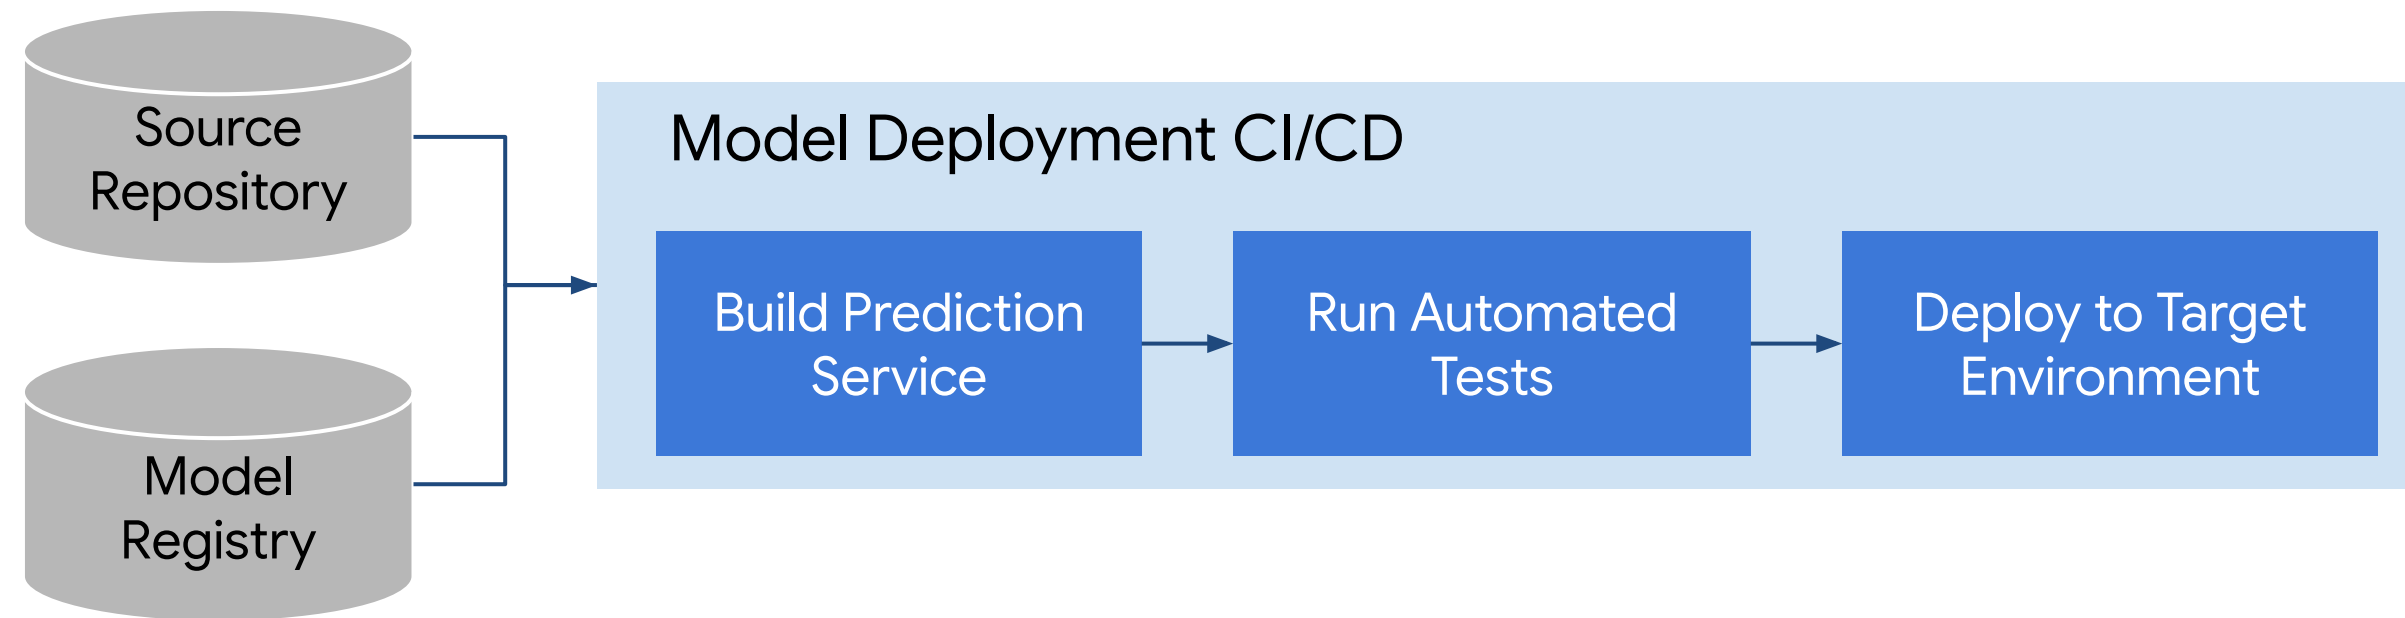 Source
Repository
Model
Registry
Model Deployment CI/CD
Build Prediction
Service
Run Automated
Tests
Deploy to Target
Environment